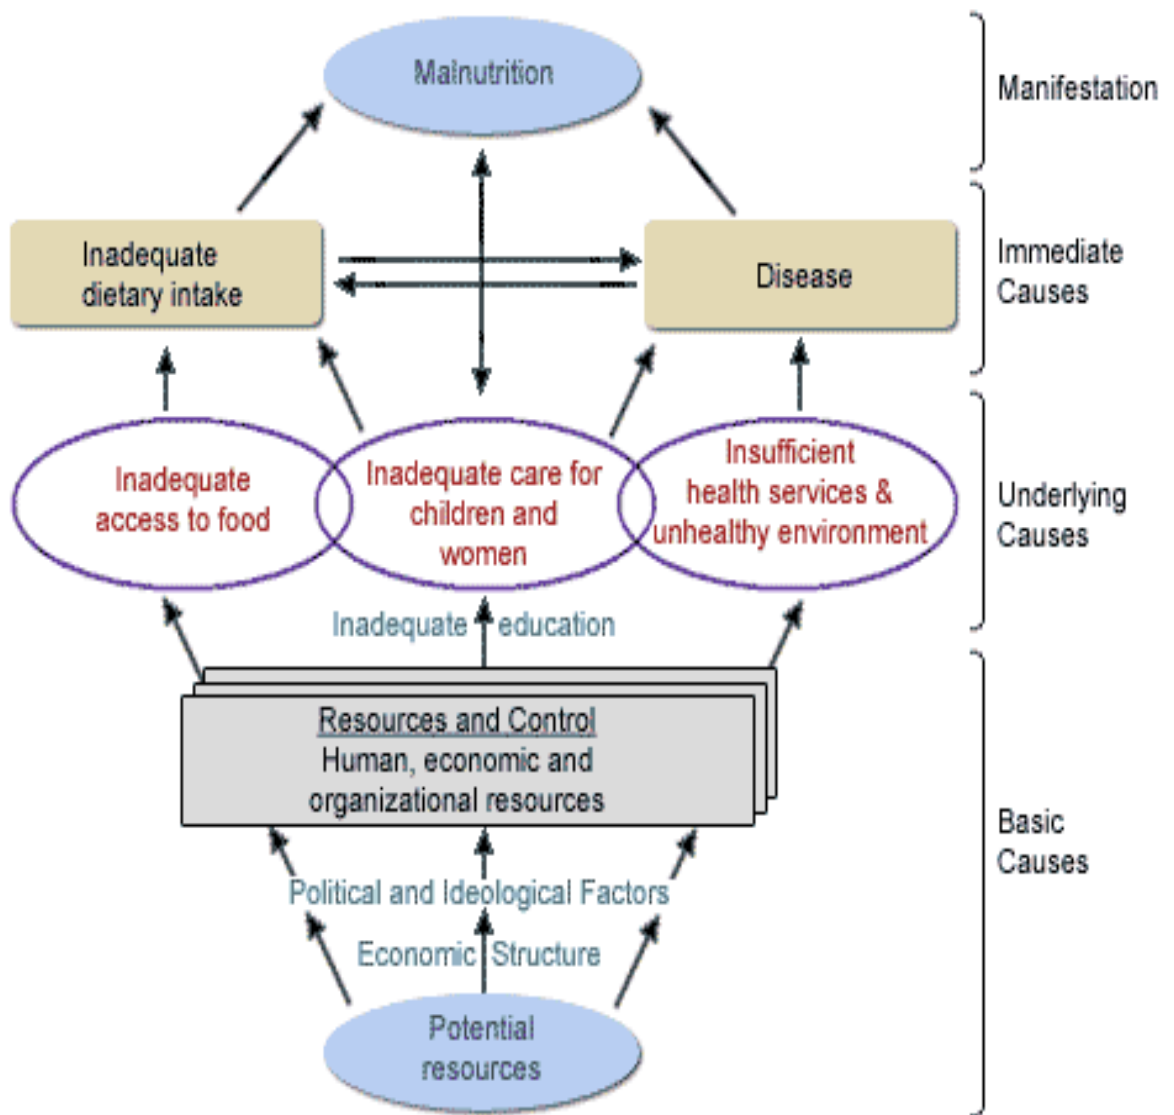 Malnutrition
Manifestation
Inadequate
dietary intake
Disease
Immediate
Causes
Inadequate
access to food
Inadequate care for
children and
women
Insufficient
health services &
unhealthy environment
Underlying
Causes
Inadequate education
Resources and Control
Human, economic and
organizational resources
Basic
Causes
Political and Ideological Factors
Economic Structure
Potential
resources